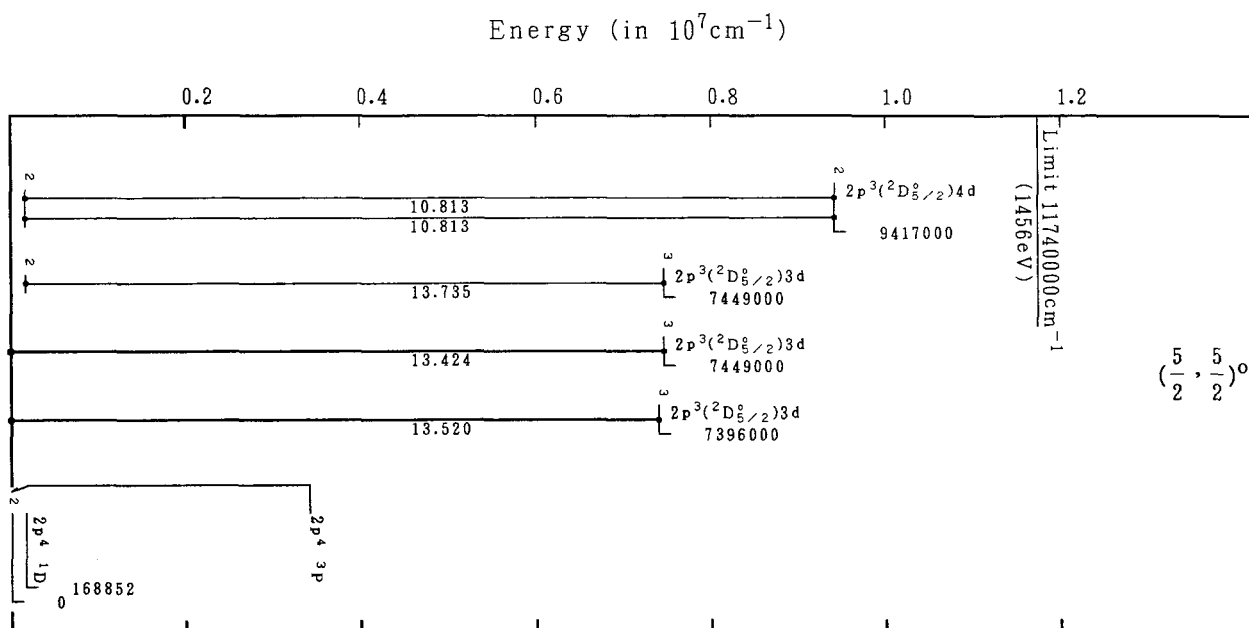 Energy (in 10⁷cm⁻¹)
0.2 0.4 0.6 0.8 1.0 1.2
Limit 11740000cm⁻¹
(1456eV)
2 2 2p³(²D°₅/₂)4d
10.813
10.813
9417000
2 3 2p³(²D°₅/₂)3d
13.735
7449000
3 2p³(²D°₅/₂)3d
13.424
7449000
(5/2, 5/2)°
3 2p³(²D°₅/₂)3d
13.520
7396000
2
2p⁴ ¹D
2p⁴ ³P
168852
0